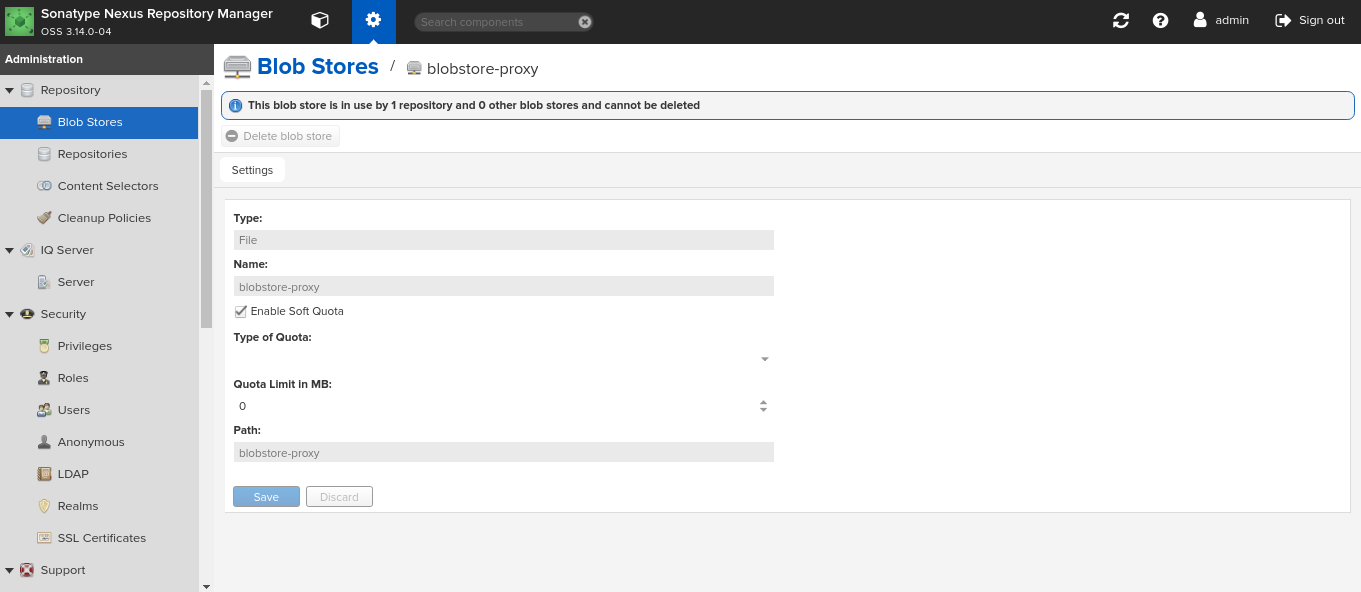 Sonatype Nexus Repository Manager
OSS 3.14.0-04
Search components
admin
Sign out
Administration
Repository
Blob Stores
Repositories
Content Selectors
Cleanup Policies
IQ Server
Server
Security
Privileges
Roles
Users
Anonymous
LDAP
Realms
SSL Certificates
Support
Blob Stores / blobstore-proxy
This blob store is in use by 1 repository and 0 other blob stores and cannot be deleted
Delete blob store
Settings
Type:
File
Name:
blobstore-proxy
Enable Soft Quota
Type of Quota:
Quota Limit in MB:
0
Path:
blobstore-proxy
Save
Discard